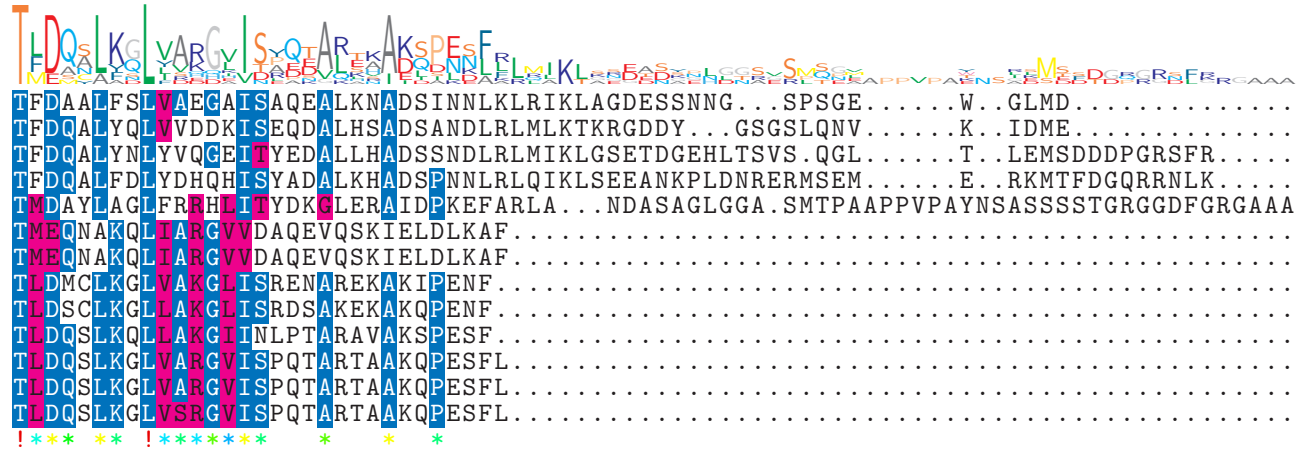 TFDAALFSLVAEGAISAQEALKNADSINNLKLRIKLAGDESSNNG...SPSGE......W..GLMD..............
TFDQALYQLVVDDKISEQDALHSADSANDLRLMLKTKRGDDY...GSGSLQNV......K..IDME..............
TFDQALYNLYVQGEITYEDALLHADSSNDLRLMIKLGSETDGEHLTSVS.QGL......T..LEMSDDDPGRSFR.....
TFDQALFDLYDHQHISYADALKHADSPNNLRLQIKLSEEANKPLDNRERMSEM......E..RKMTFDGQRRNLK.....
TMDAYLAGLFRRHLITYDKGLERAIDPKEFARLA...NDASAGLGGA.SMTPAAPPVPAYNSASSSSTGRGGDFGRGAAA
TMEQNAKQLIARGVVDAQEVQSKIELDLKAF.................................................
TMEQNAKQLIARGVVDAQEVQSKIELDLKAF.................................................
TLDMCLKGLVAKGLISRENAREKAKIPENF..................................................
TLDSCLKGLLAKGLISRDSAKEKAKQPENF..................................................
TLDQSLKQLLAKGIINLPTARAVAKSPESF..................................................
TLDQSLKGLVARGVISPQTARTAAKQPESFL.................................................
TLDQSLKGLVARGVISPQTARTAAKQPESFL.................................................
TLDQSLKGLVSRGVISPQTARTAAKQPESFL.................................................
!*** ** !******* * * *